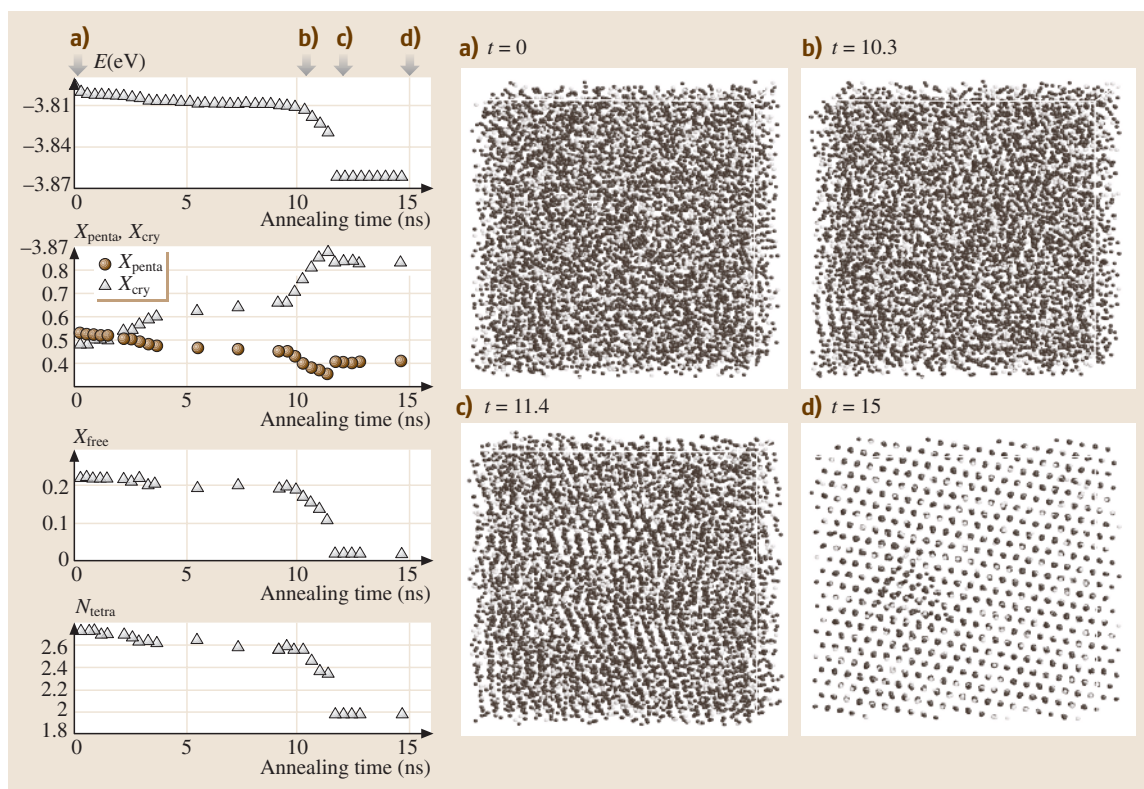 a) b) c) d)
E(eV)
−3.81
−3.84
−3.87
0 5 10 15
Annealing time (ns)
Xpenta, Xcry
−3.87
0.8
0.7
0.6
0.5
0.4
Xpenta
Xcry
0 5 10 15
Annealing time (ns)
Xfree
0.2
0.1
0
0 5 10 15
Annealing time (ns)
Ntetra
2.6
2.4
2.2
2
1.8
0 5 10 15
Annealing time (ns)
a) t = 0
b) t = 10.3
c) t = 11.4
d) t = 15